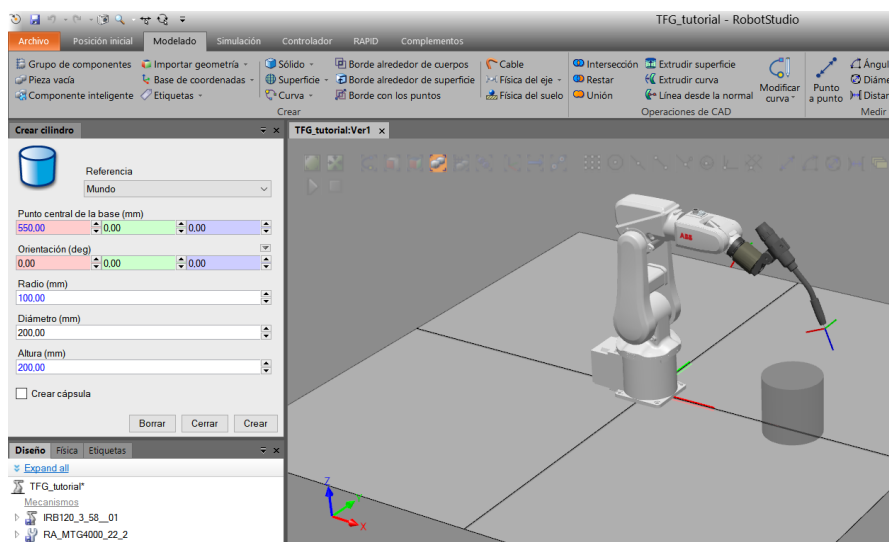 TFG_tutorial - RobotStudio
Archivo Posición inicial Modelado Simulación Controlador RAPID Complementos
Grupo de componentes Importar geometría Sólido Borde alrededor de cuerpos Cable Intersección Extrudir superficie Ángul
Pieza vacía Base de coordenadas Superficie Borde alrededor de superficie Física del eje Restar Extrudir curva Modificar curva Punto a punto Diáme
Componente inteligente Etiquetas Curva Borde con los puntos Física del suelo Unión Línea desde la normal Distan
Crear Operaciones de CAD Medir
Crear cilindro
TFG_tutorial:Ver1
Referencia
Mundo
Punto central de la base (mm)
550,00 0,00 0,00
Orientación (deg)
0,00 0,00 0,00
Radio (mm)
100,00
Diámetro (mm)
200,00
Altura (mm)
200,00
Crear cápsula
Borrar Cerrar Crear
Diseño Física Etiquetas
Expand all
TFG_tutorial*
Mecanismos
IRB120_3_58__01
RA_MTG4000_22_2
ABB
Z
Y
X